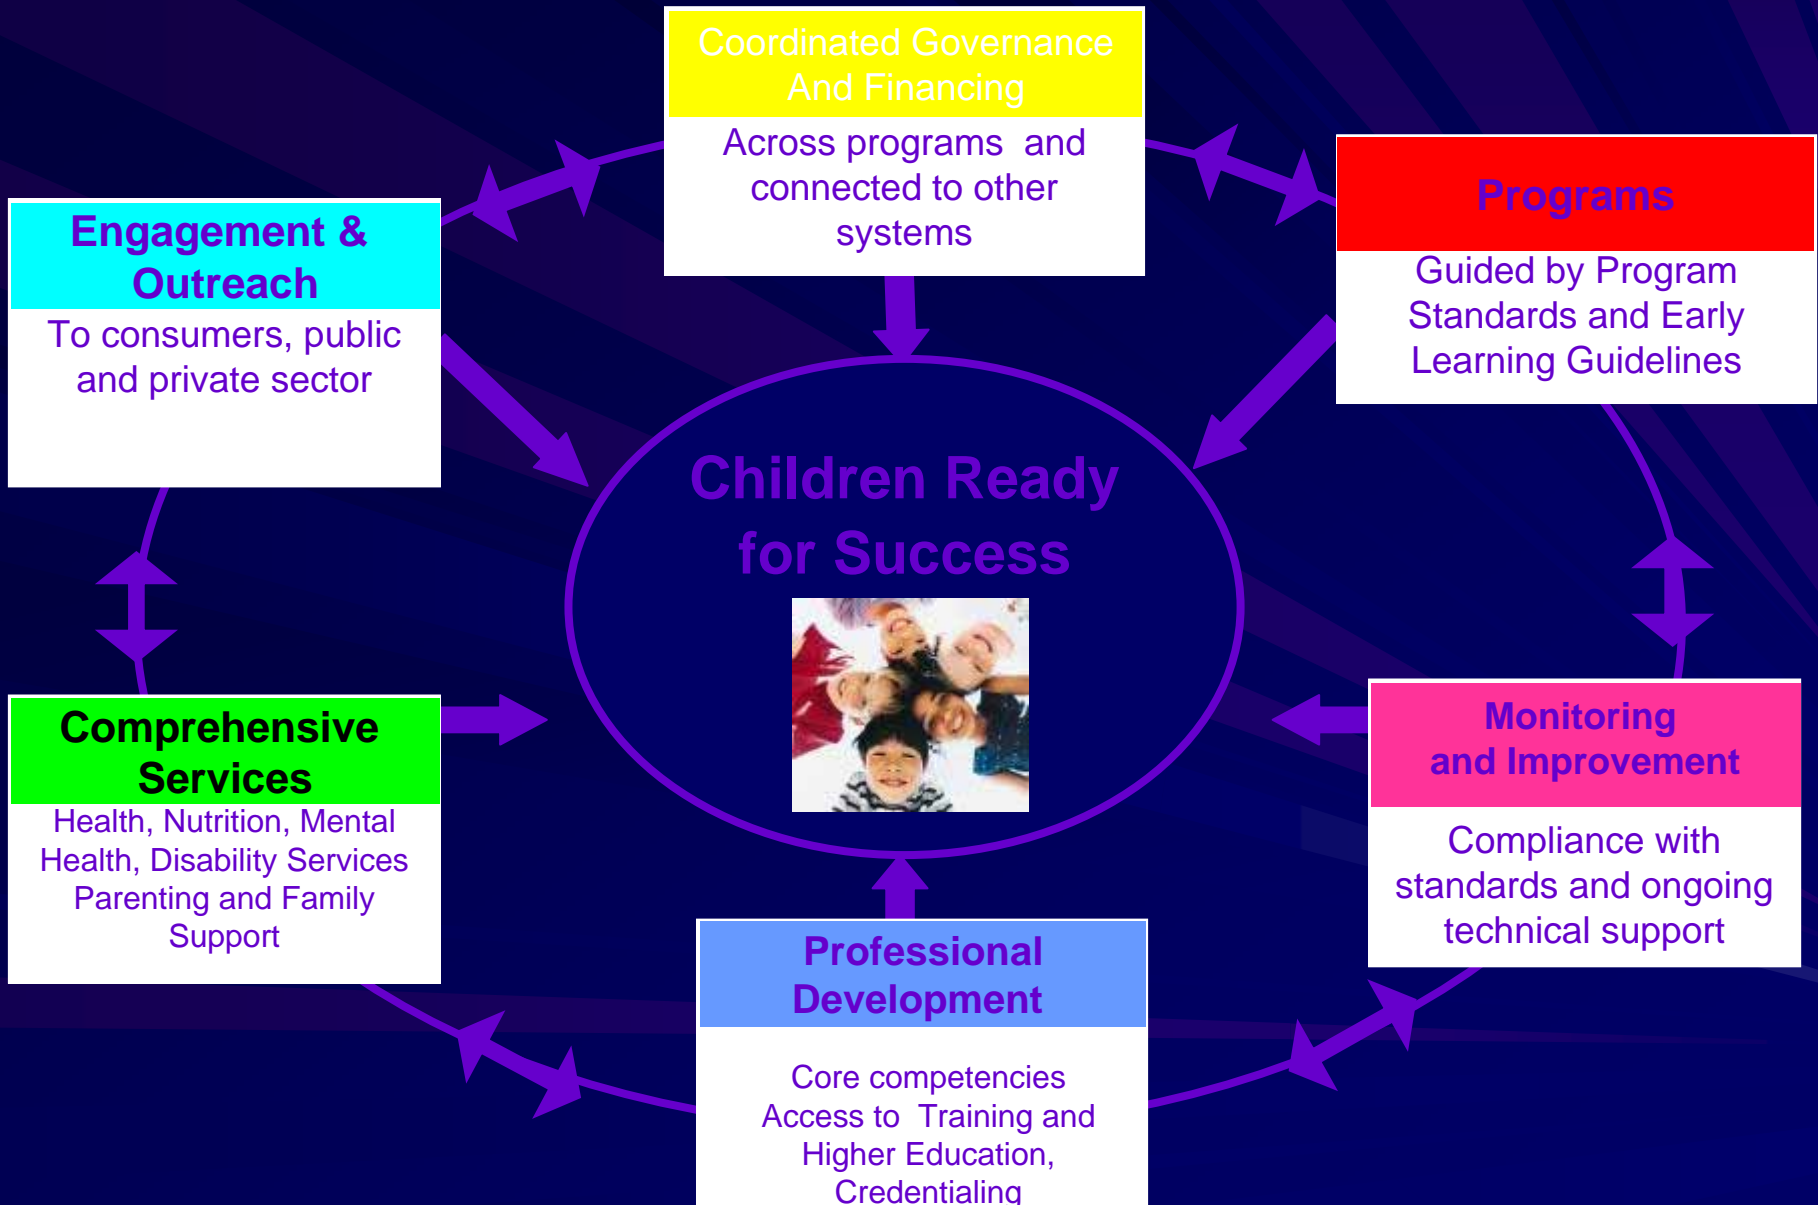 Coordinated Governance
And Financing
Across programs and
connected to other
systems
Programs
Guided by Program
Standards and Early
Learning Guidelines
Engagement &
Outreach
To consumers, public
and private sector
Children Ready
for Success
Comprehensive
Services
Health, Nutrition, Mental
Health, Disability Services
Parenting and Family
Support
Monitoring
and Improvement
Compliance with
standards and ongoing
technical support
Professional
Development
Core competencies
Access to Training and
Higher Education,
Credentialing